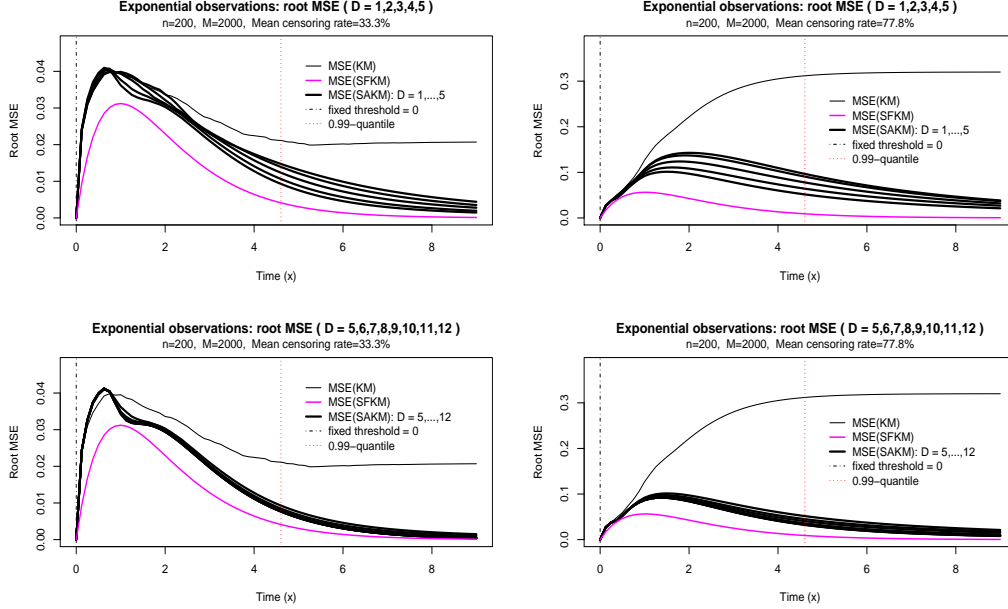 Exponential observations: root MSE ( D = 1,2,3,4,5 )
n=200, M=2000, Mean censoring rate=33.3%
Root MSE
0.04
0.03
0.02
0.01
0.00
MSE(KM)
MSE(SFKM)
MSE(SAKM): D = 1,...,5
fixed threshold = 0
0.99−quantile
0 2 4 6 8
Time (x)
Exponential observations: root MSE ( D = 1,2,3,4,5 )
n=200, M=2000, Mean censoring rate=77.8%
Root MSE
0.3
0.2
0.1
0.0
MSE(KM)
MSE(SFKM)
MSE(SAKM): D = 1,...,5
fixed threshold = 0
0.99−quantile
0 2 4 6 8
Time (x)
Exponential observations: root MSE ( D = 5,6,7,8,9,10,11,12 )
n=200, M=2000, Mean censoring rate=33.3%
Root MSE
0.04
0.03
0.02
0.01
0.00
MSE(KM)
MSE(SFKM)
MSE(SAKM): D = 5,...,12
fixed threshold = 0
0.99−quantile
0 2 4 6 8
Time (x)
Exponential observations: root MSE ( D = 5,6,7,8,9,10,11,12 )
n=200, M=2000, Mean censoring rate=77.8%
Root MSE
0.3
0.2
0.1
0.0
MSE(KM)
MSE(SFKM)
MSE(SAKM): D = 5,...,12
fixed threshold = 0
0.99−quantile
0 2 4 6 8
Time (x)